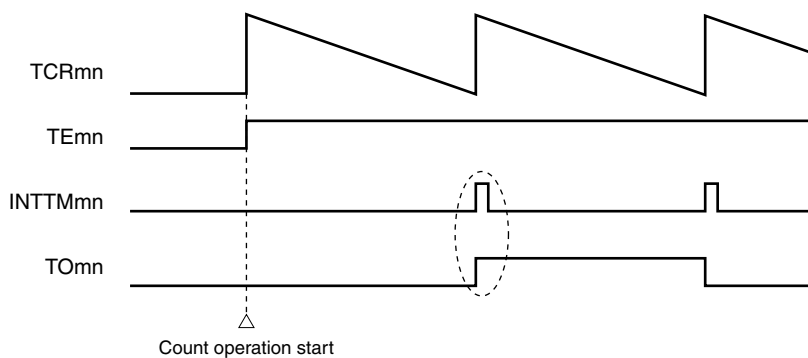 TCRmn
TEmn
INTTMmn
TOmn
Count operation start